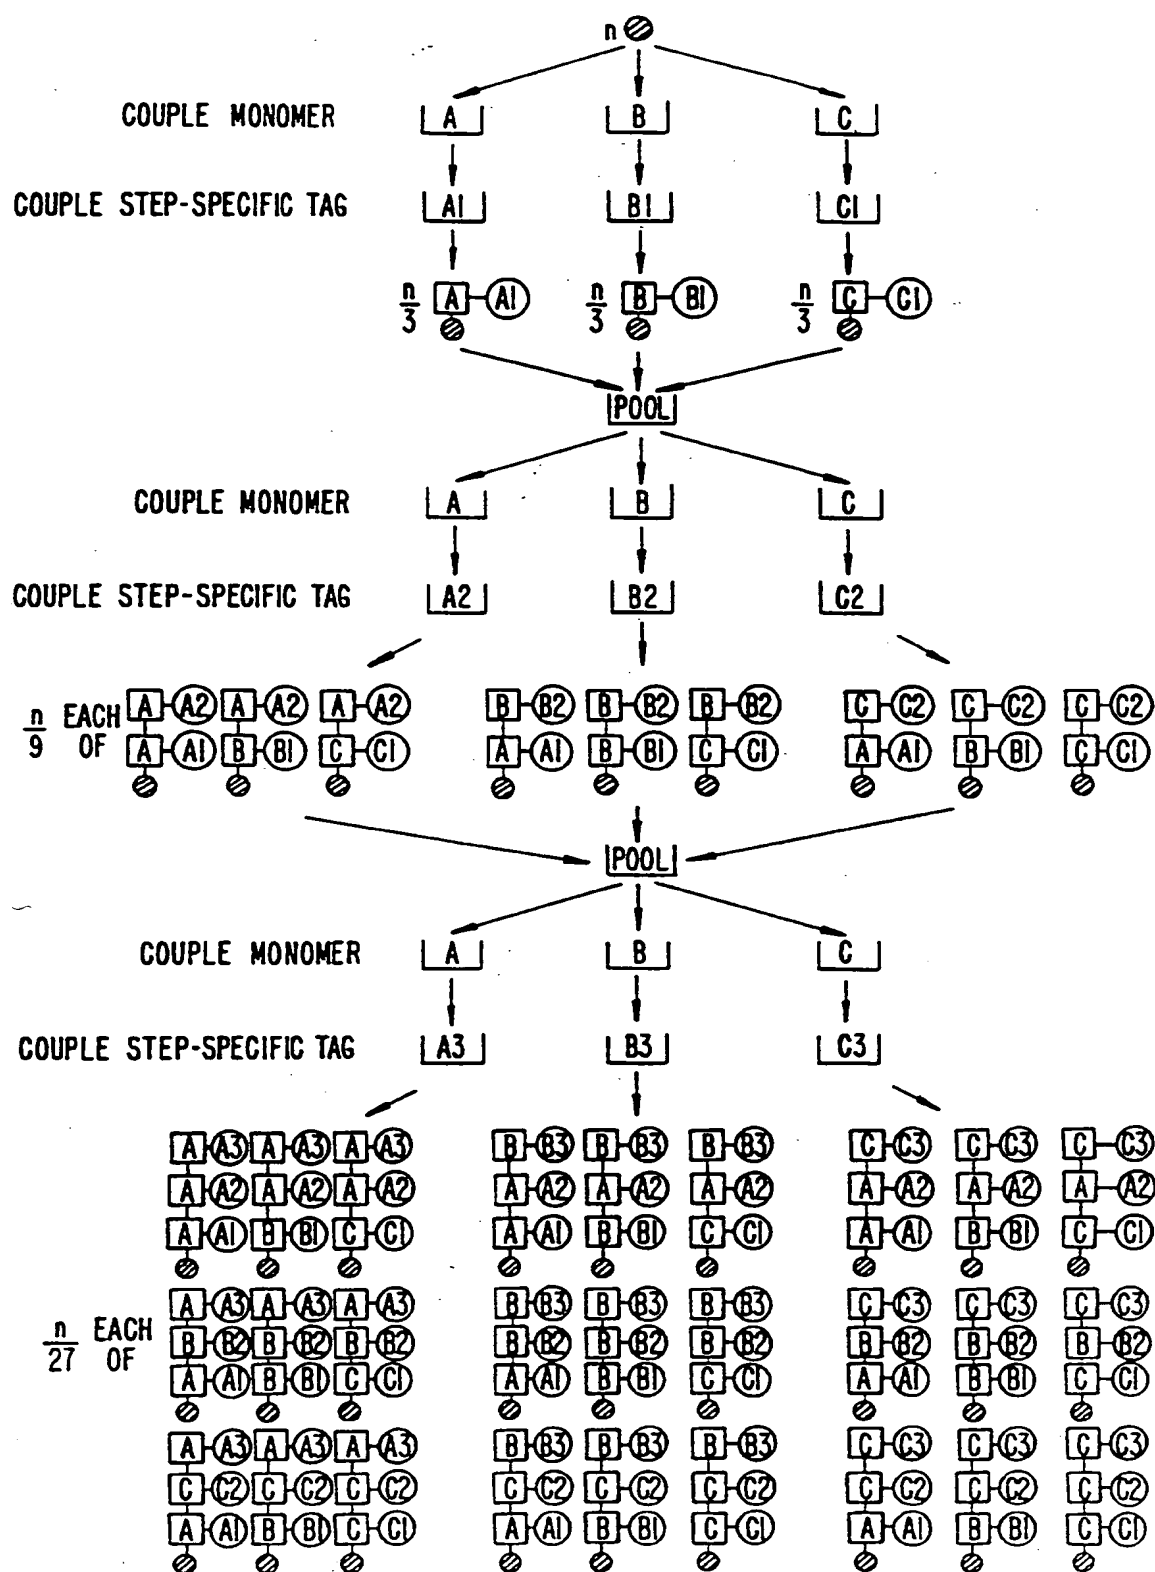 n
COUPLE MONOMER A B C
COUPLE STEP-SPECIFIC TAG A1 B1 C1
n/3 A A1 n/3 B B1 n/3 C C1
POOL
COUPLE MONOMER A B C
COUPLE STEP-SPECIFIC TAG A2 B2 C2
n/9 EACH OF
A A2 A A2 A A2 B B2 B B2 B B2 C C2 C C2 C C2
A A1 B B1 C C1 A A1 B B1 C C1 A A1 B B1 C C1
POOL
COUPLE MONOMER A B C
COUPLE STEP-SPECIFIC TAG A3 B3 C3
A A3 A A3 A A3 B B3 B B3 B B3 C C3 C C3 C C3
A A2 A A2 A A2 A A2 A A2 A A2 A A2 A A2 A A2
A A1 B B1 C C1 A A1 B B1 C C1 A A1 B B1 C C1
n/27 EACH OF
A A3 A A3 A A3 B B3 B B3 B B3 C C3 C C3 C C3
B B2 B B2 B B2 B B2 B B2 B B2 B B2 B B2 B B2
A A1 B B1 C C1 A A1 B B1 C C1 A A1 B B1 C C1
A A3 A A3 A A3 B B3 B B3 B B3 C C3 C C3 C C3
C C2 C C2 C C2 C C2 C C2 C C2 C C2 C C2 C C2
A A1 B B1 C C1 A A1 B B1 C C1 A A1 B B1 C C1